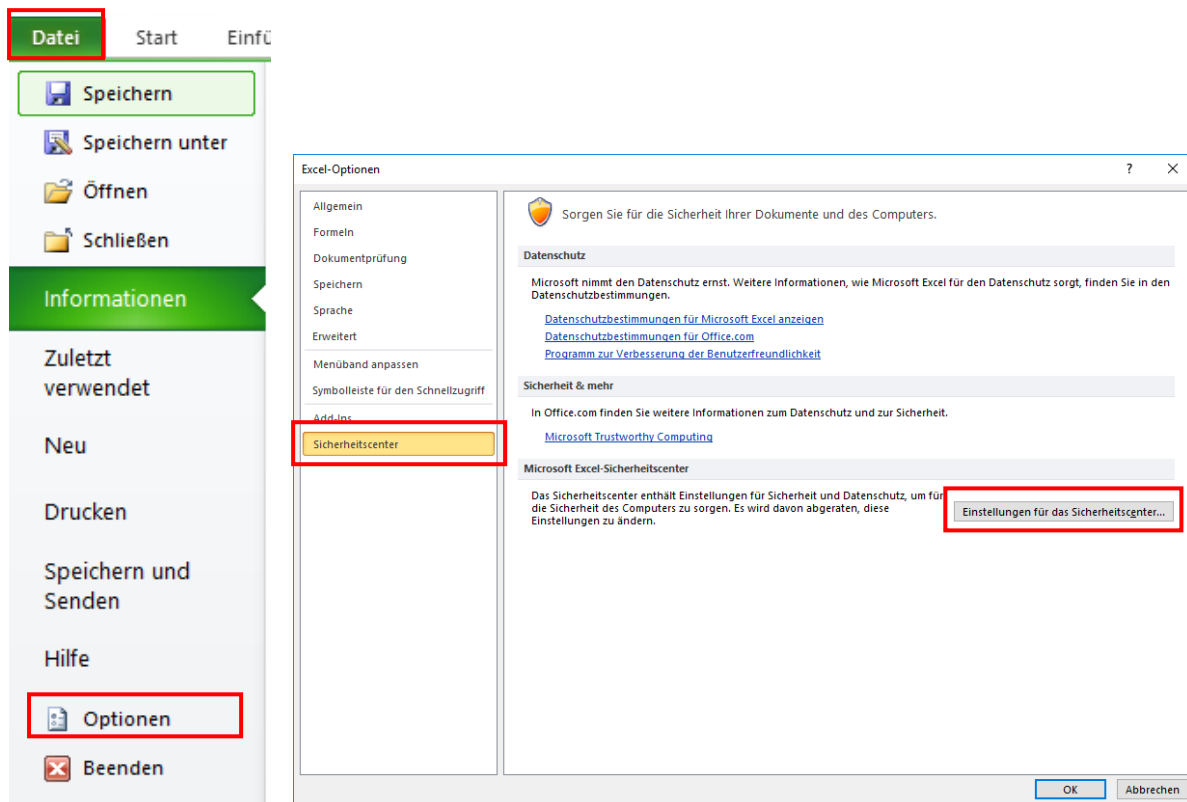 Datei Start Einfü
Speichern
Speichern unter
Öffnen
Schließen
Informationen
Zuletzt
verwendet
Neu
Drucken
Speichern und
Senden
Hilfe
Optionen
Beenden
Excel-Optionen ?
Allgemein
Formeln
Dokumentprüfung
Speichern
Sprache
Erweitert
Menüband anpassen
Symbolleiste für den Schnellzugriff
Add-Ins
Sicherheitscenter
Sorgen Sie für die Sicherheit Ihrer Dokumente und des Computers.
Datenschutz
Microsoft nimmt den Datenschutz ernst. Weitere Informationen, wie Microsoft Excel für den Datenschutz sorgt, finden Sie in den
Datenschutzbestimmungen.
Datenschutzbestimmungen für Microsoft Excel anzeigen
Datenschutzbestimmungen für Office.com
Programm zur Verbesserung der Benutzerfreundlichkeit
Sicherheit & mehr
In Office.com finden Sie weitere Informationen zum Datenschutz und zur Sicherheit.
Microsoft Trustworthy Computing
Microsoft Excel-Sicherheitscenter
Das Sicherheitscenter enthält Einstellungen für Sicherheit und Datenschutz, um für
die Sicherheit des Computers zu sorgen. Es wird davon abgeraten, diese
Einstellungen zu ändern.
Einstellungen für das Sicherheitscenter...
OK Abbrechen